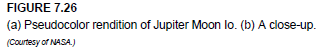 FIGURE 7.26
(a) Pseudocolor rendition of Jupiter Moon Io. (b) A close-up.
(Courtesy of NASA.)